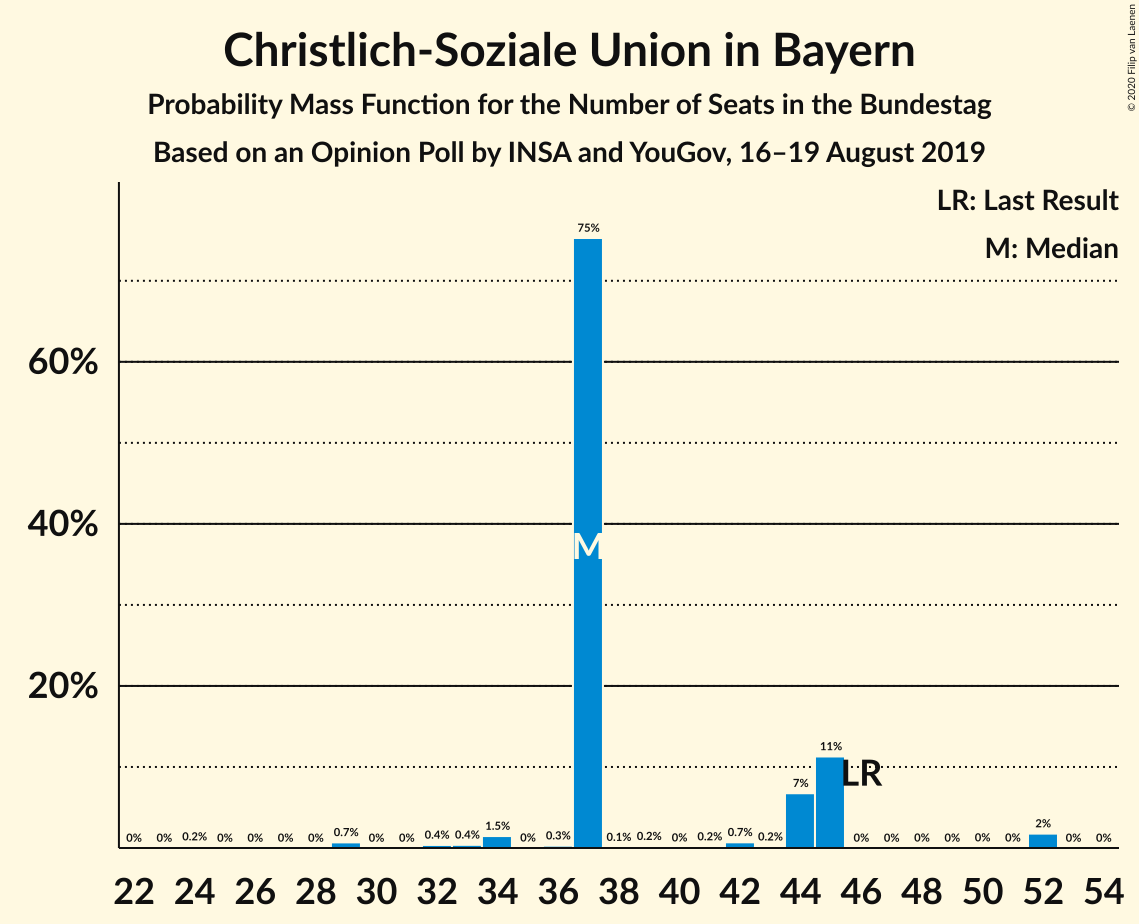 Christlich-Soziale Union in Bayern
Probability Mass Function for the Number of Seats in the Bundestag
Based on an Opinion Poll by INSA and YouGov, 16–19 August 2019
© 2020 Filip van Laenen
LR: Last Result
M: Median
60%
40%
20%
0% 0% 0.2% 0% 0% 0% 0% 0.7% 0% 0% 0.4% 0.4% 1.5% 0% 0.3% 75% 0.1% 0.2% 0% 0.2% 0.7% 0.2% 7% 11% 0% 0% 0% 0% 0% 0% 2% 0% 0%
M
LR
22 24 26 28 30 32 34 36 38 40 42 44 46 48 50 52 54